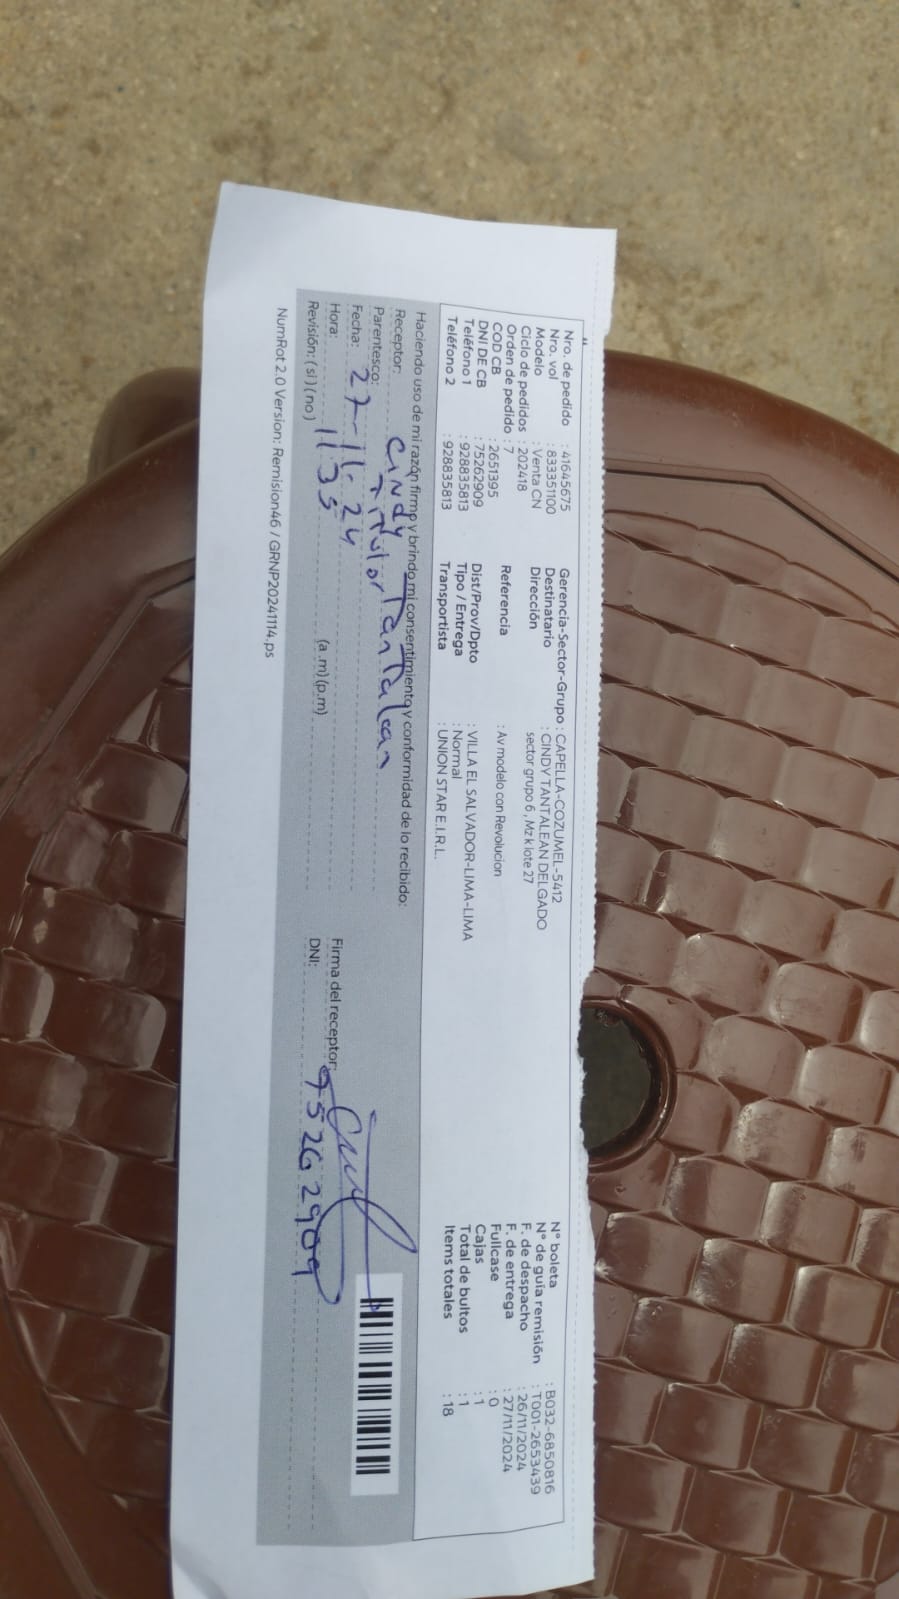 Nro. de pedido : 41645675
Nro. vol : 833351100
Modelo : Venta CN
Ciclo de pedidos : 202418
Orden de pedido : 7
COD CB : 2651395
DNI DE CB : 75262909
Teléfono 1 : 928835813
Teléfono 2 : 928835813
Gerencia-Sector-Grupo : CAPELLA-COZUMEL-5412
Destinatario : CINDY TANTALEAN DELGADO
Dirección : sector grupo 6 , Mz k lote 27
Referencia : Av modelo con Revolucion
Dist/Prov/Dpto : VILLA EL SALVADOR-LIMA-LIMA
Tipo / Entrega : Normal
Transportista : UNION STAR E.I.R.L.
N° boleta : B032-6850816
N° de guía remisión : T001-2653439
F. de despacho : 26/11/2024
F. de entrega : 27/11/2024
Fullcase : 0
Cajas : 1
Total de bultos : 1
Items totales : 18
Haciendo uso de mi razón firmo y brindo mi consentimiento y conformidad de lo recibido:
Receptor: Cindy Tantalean
Parentesco: Titular
Fecha: 27-11-24
Hora: 11 35 (a .m) (p.m)
Revisión: ( si ) ( no )
Firma del receptor:
DNI: 75262909
NumRot 2.0 Version: Remision46 / GRNP20241114.ps